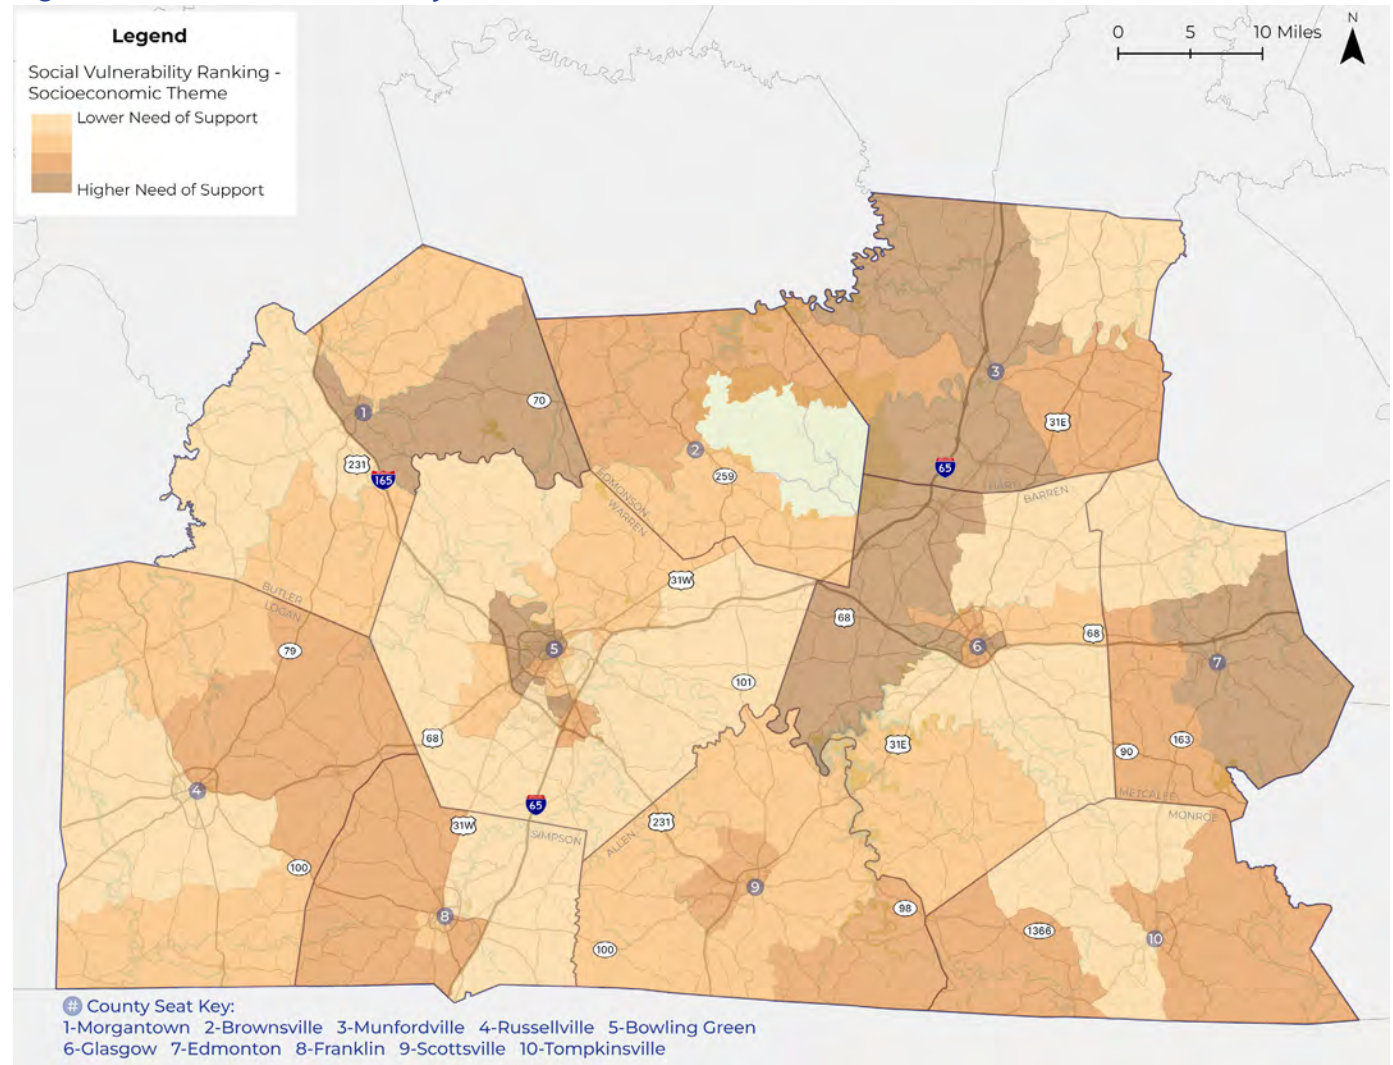 Legend
Social Vulnerability Ranking -
Socioeconomic Theme
Lower Need of Support
Higher Need of Support
0 5 10 Miles
N
3
31E
70
1
231
165
2
259
65
HART
BARREN
EDMONSON
WARREN
31W
BUTLER
LOGAN
79
5
68
6
68
7
101
68
31E
90
163
4
65
METCALFE
MONROE
31W
SIMPSON
231
ALLEN
100
9
8
98
1366
10
100
# County Seat Key:
1-Morgantown 2-Brownsville 3-Munfordville 4-Russellville 5-Bowling Green
6-Glasgow 7-Edmonton 8-Franklin 9-Scottsville 10-Tompkinsville